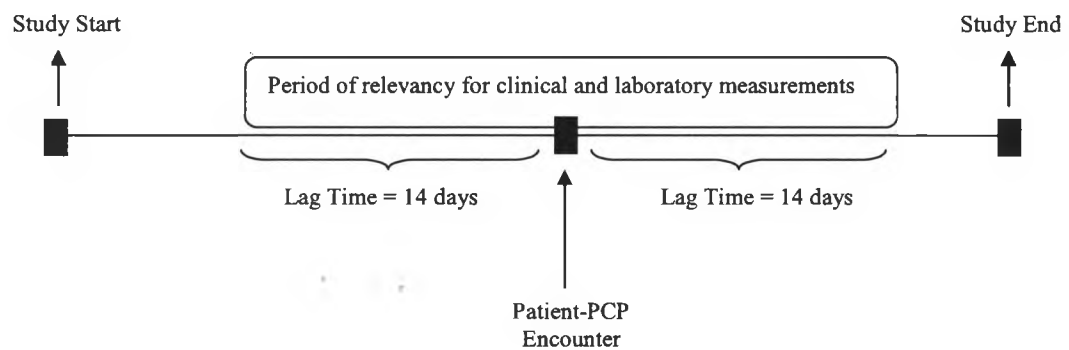 Study Start
Study End
Period of relevancy for clinical and laboratory measurements
Lag Time = 14 days
Lag Time = 14 days
Patient-PCP
Encounter